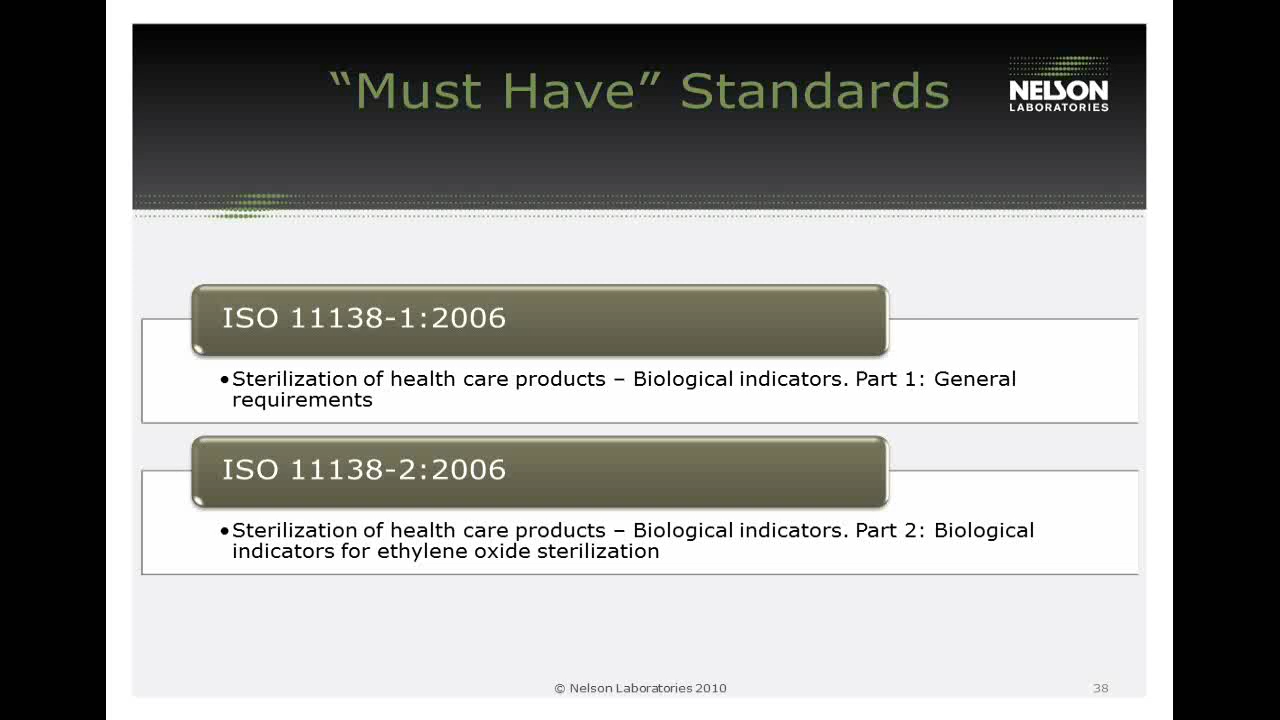 “Must Have” Standards
NELSON
LABORATORIES
ISO 11138-1:2006
•Sterilization of health care products – Biological indicators. Part 1: General
requirements
ISO 11138-2:2006
•Sterilization of health care products – Biological indicators. Part 2: Biological
indicators for ethylene oxide sterilization
© Nelson Laboratories 2010
38